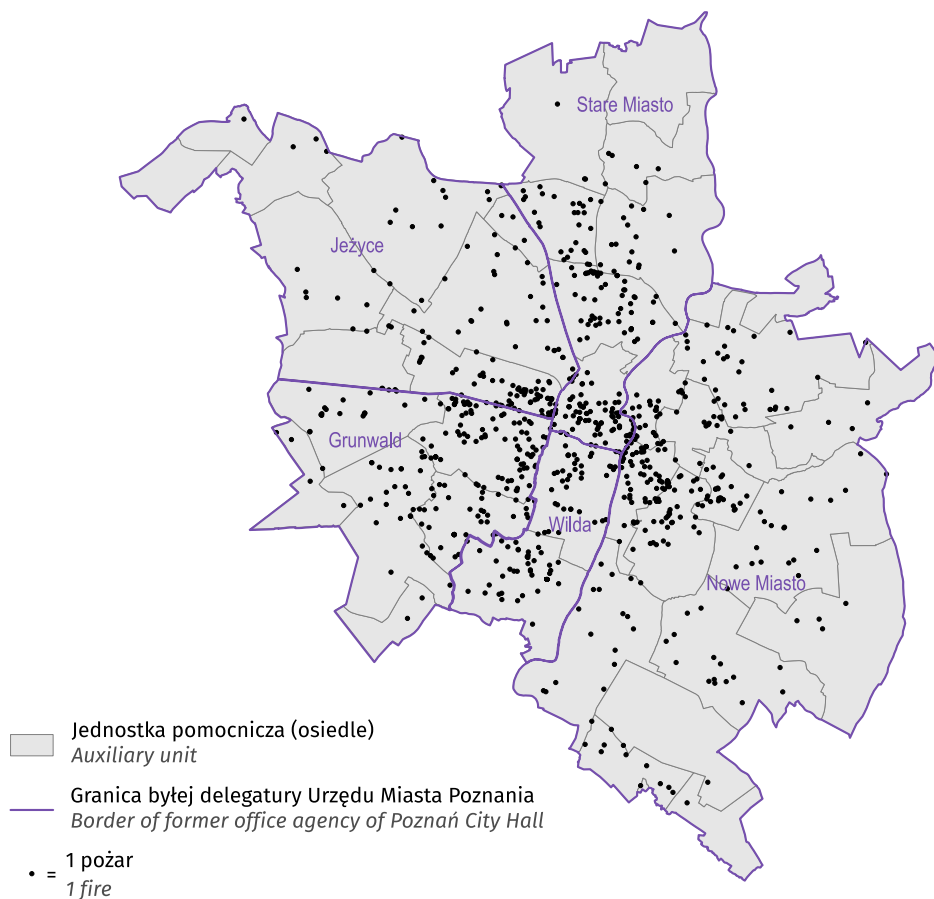 Stare Miasto
Jeżyce
Grunwald
Wilda
Nowe Miasto
Jednostka pomocnicza (osiedle)
Auxiliary unit
Granica byłej delegatury Urzędu Miasta Poznania
Border of former office agency of Poznań City Hall
= 1 pożar
1 fire